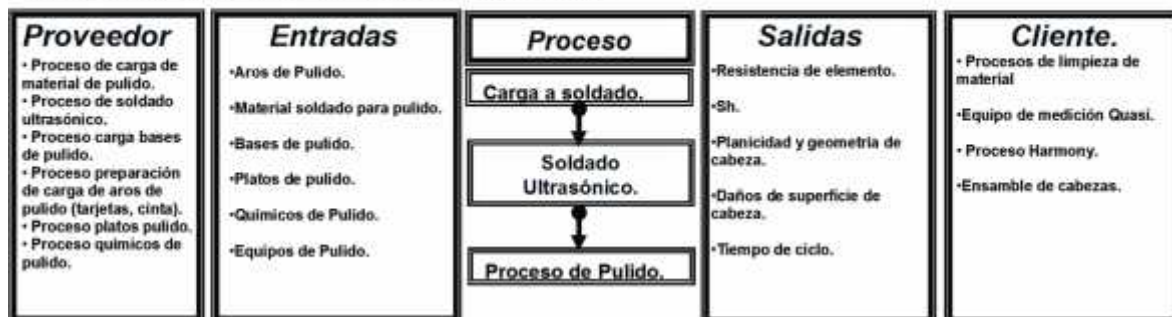 Proveedor
• Proceso de carga de
material de pulido.
• Proceso de soldado
ultrasónico.
• Proceso carga bases
de pulido.
• Proceso preparación
de carga de aros de
pulido (tarjetas, cinta).
• Proceso platos pulido.
• Proceso químicos de
pulido.
Entradas
•Aros de Pulido.
•Material soldado para pulido.
•Bases de pulido.
•Platos de pulido.
•Químicos de Pulido.
•Equipos de Pulido.
Proceso
Carga a soldado.
Soldado
Ultrasónico.
Proceso de Pulido.
Salidas
•Resistencia de elemento.
•Sh.
•Planicidad y geometría de
cabeza.
•Daños de superficie de
cabeza.
•Tiempo de ciclo.
Cliente.
• Procesos de limpieza de
material
•Equipo de medición Quasi.
• Proceso Harmony.
•Ensamble de cabezas.